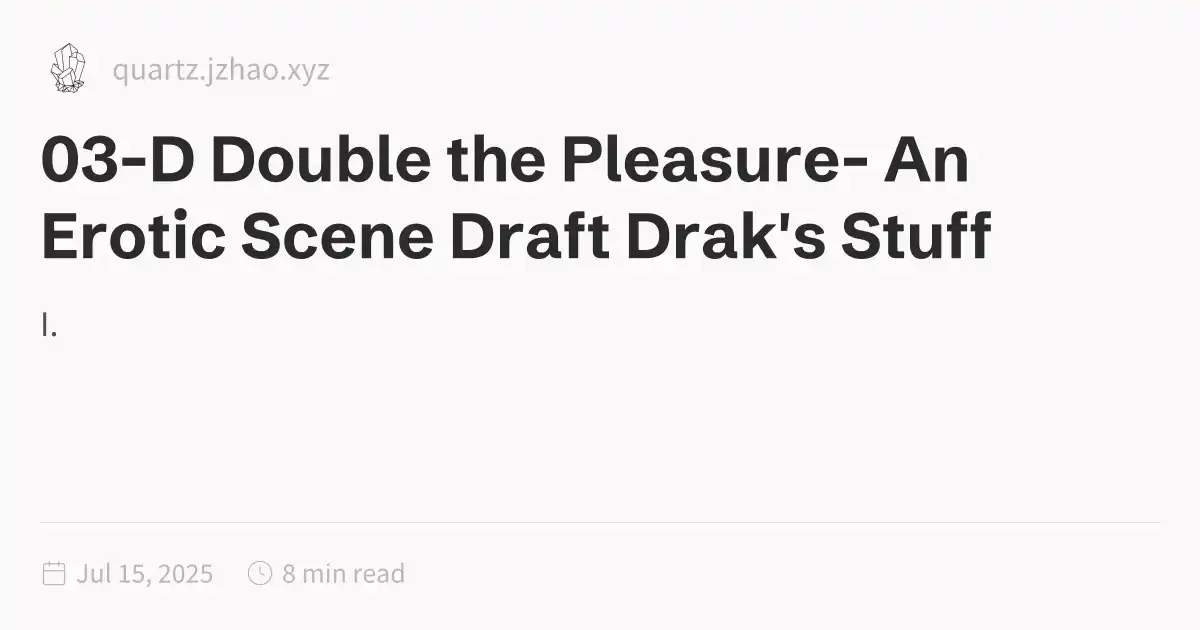 quartz.jzhao.xyz
03-D Double the Pleasure- An
Erotic Scene Draft Drak's Stuff
I.
Jul 15, 2025 8 min read